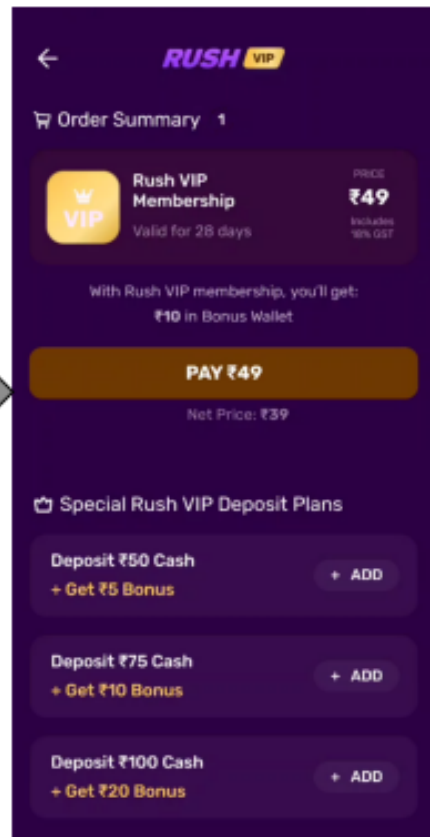 RUSH VIP
Order Summary 1
Rush VIP
Membership
Valid for 28 days
VIP
PRICE
₹49
Includes
18% GST
With Rush VIP membership, you'll get:
₹10 in Bonus Wallet
PAY ₹49
Net Price: ₹39
Special Rush VIP Deposit Plans
Deposit ₹50 Cash
+ Get ₹5 Bonus
+ ADD
Deposit ₹75 Cash
+ Get ₹10 Bonus
+ ADD
Deposit ₹100 Cash
+ Get ₹20 Bonus
+ ADD